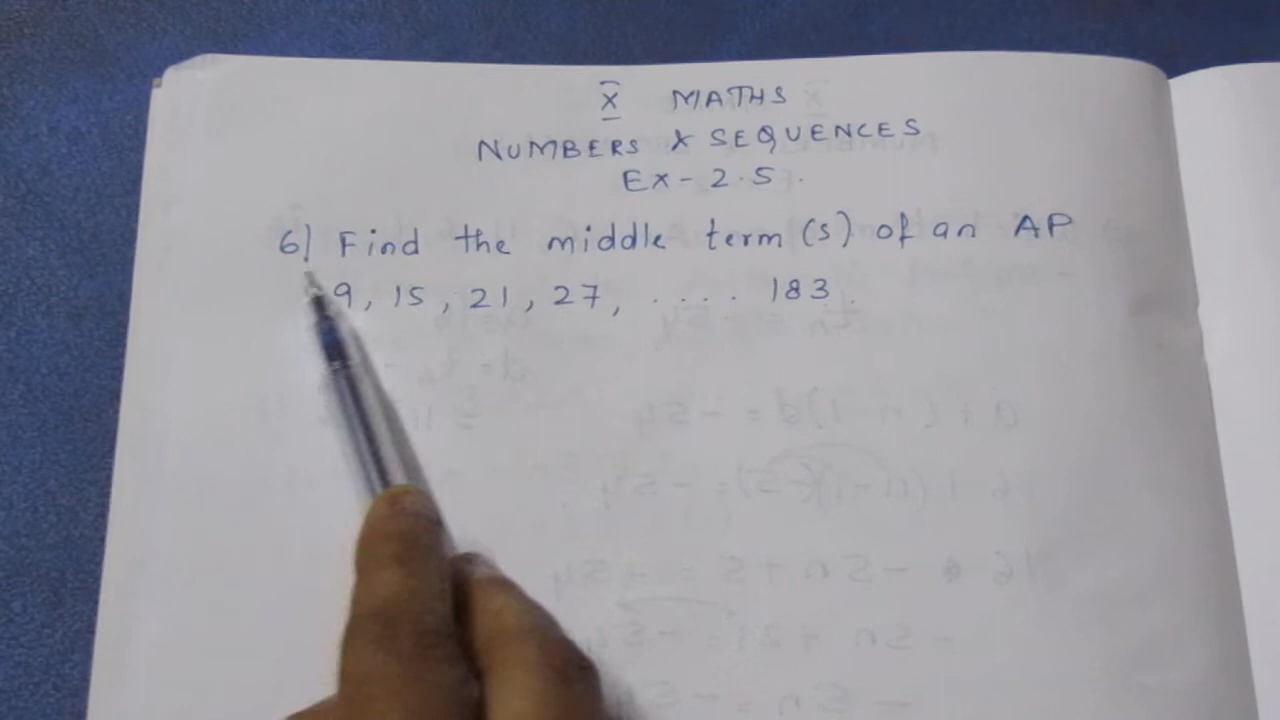 X MATHS
NUMBERS & SEQUENCES
Ex - 2.5.
6) Find the middle term(s) of an AP
9, 15, 21, 27, .... 183.